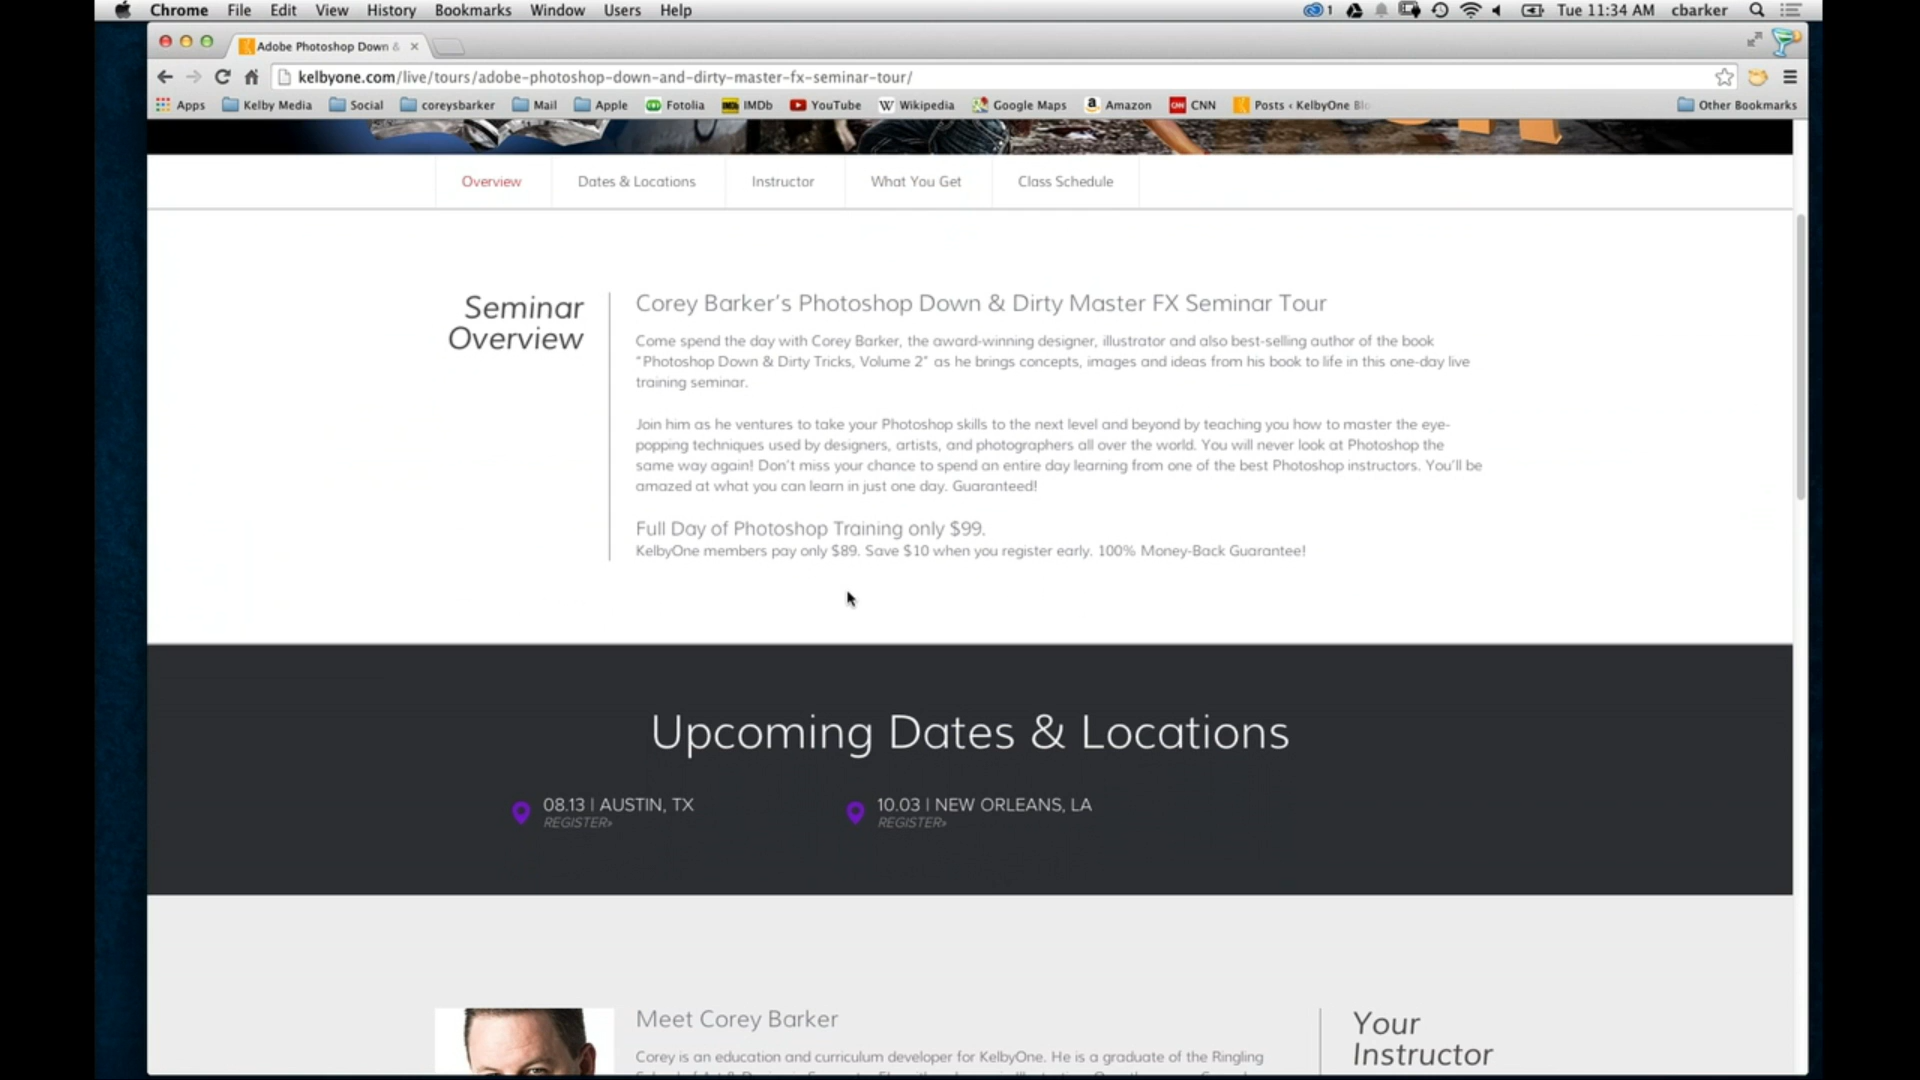 Chrome File Edit View History Bookmarks Window Users Help
1 Tue 11:34 AM cbarker
Adobe Photoshop Down &
kelbyone.com/live/tours/adobe-photoshop-down-and-dirty-master-fx-seminar-tour/
Apps Kelby Media Social coreysbarker Mail Apple Fotolia IMDb YouTube Wikipedia Google Maps Amazon CNN Posts ‹ KelbyOne Blo Other Bookmarks
Overview Dates & Locations Instructor What You Get Class Schedule
Seminar
Overview
Corey Barker's Photoshop Down & Dirty Master FX Seminar Tour
Come spend the day with Corey Barker, the award-winning designer, illustrator and also best-selling author of the book
"Photoshop Down & Dirty Tricks, Volume 2" as he brings concepts, images and ideas from his book to life in this one-day live
training seminar.
Join him as he ventures to take your Photoshop skills to the next level and beyond by teaching you how to master the eye-
popping techniques used by designers, artists, and photographers all over the world. You will never look at Photoshop the
same way again! Don't miss your chance to spend an entire day learning from one of the best Photoshop instructors. You'll be
amazed at what you can learn in just one day. Guaranteed!
Full Day of Photoshop Training only $99.
KelbyOne members pay only $89. Save $10 when you register early. 100% Money-Back Guarantee!
Upcoming Dates & Locations
08.13 | AUSTIN, TX
REGISTER»
10.03 | NEW ORLEANS, LA
REGISTER»
Meet Corey Barker
Corey is an education and curriculum developer for KelbyOne. He is a graduate of the Ringling
Your
Instructor